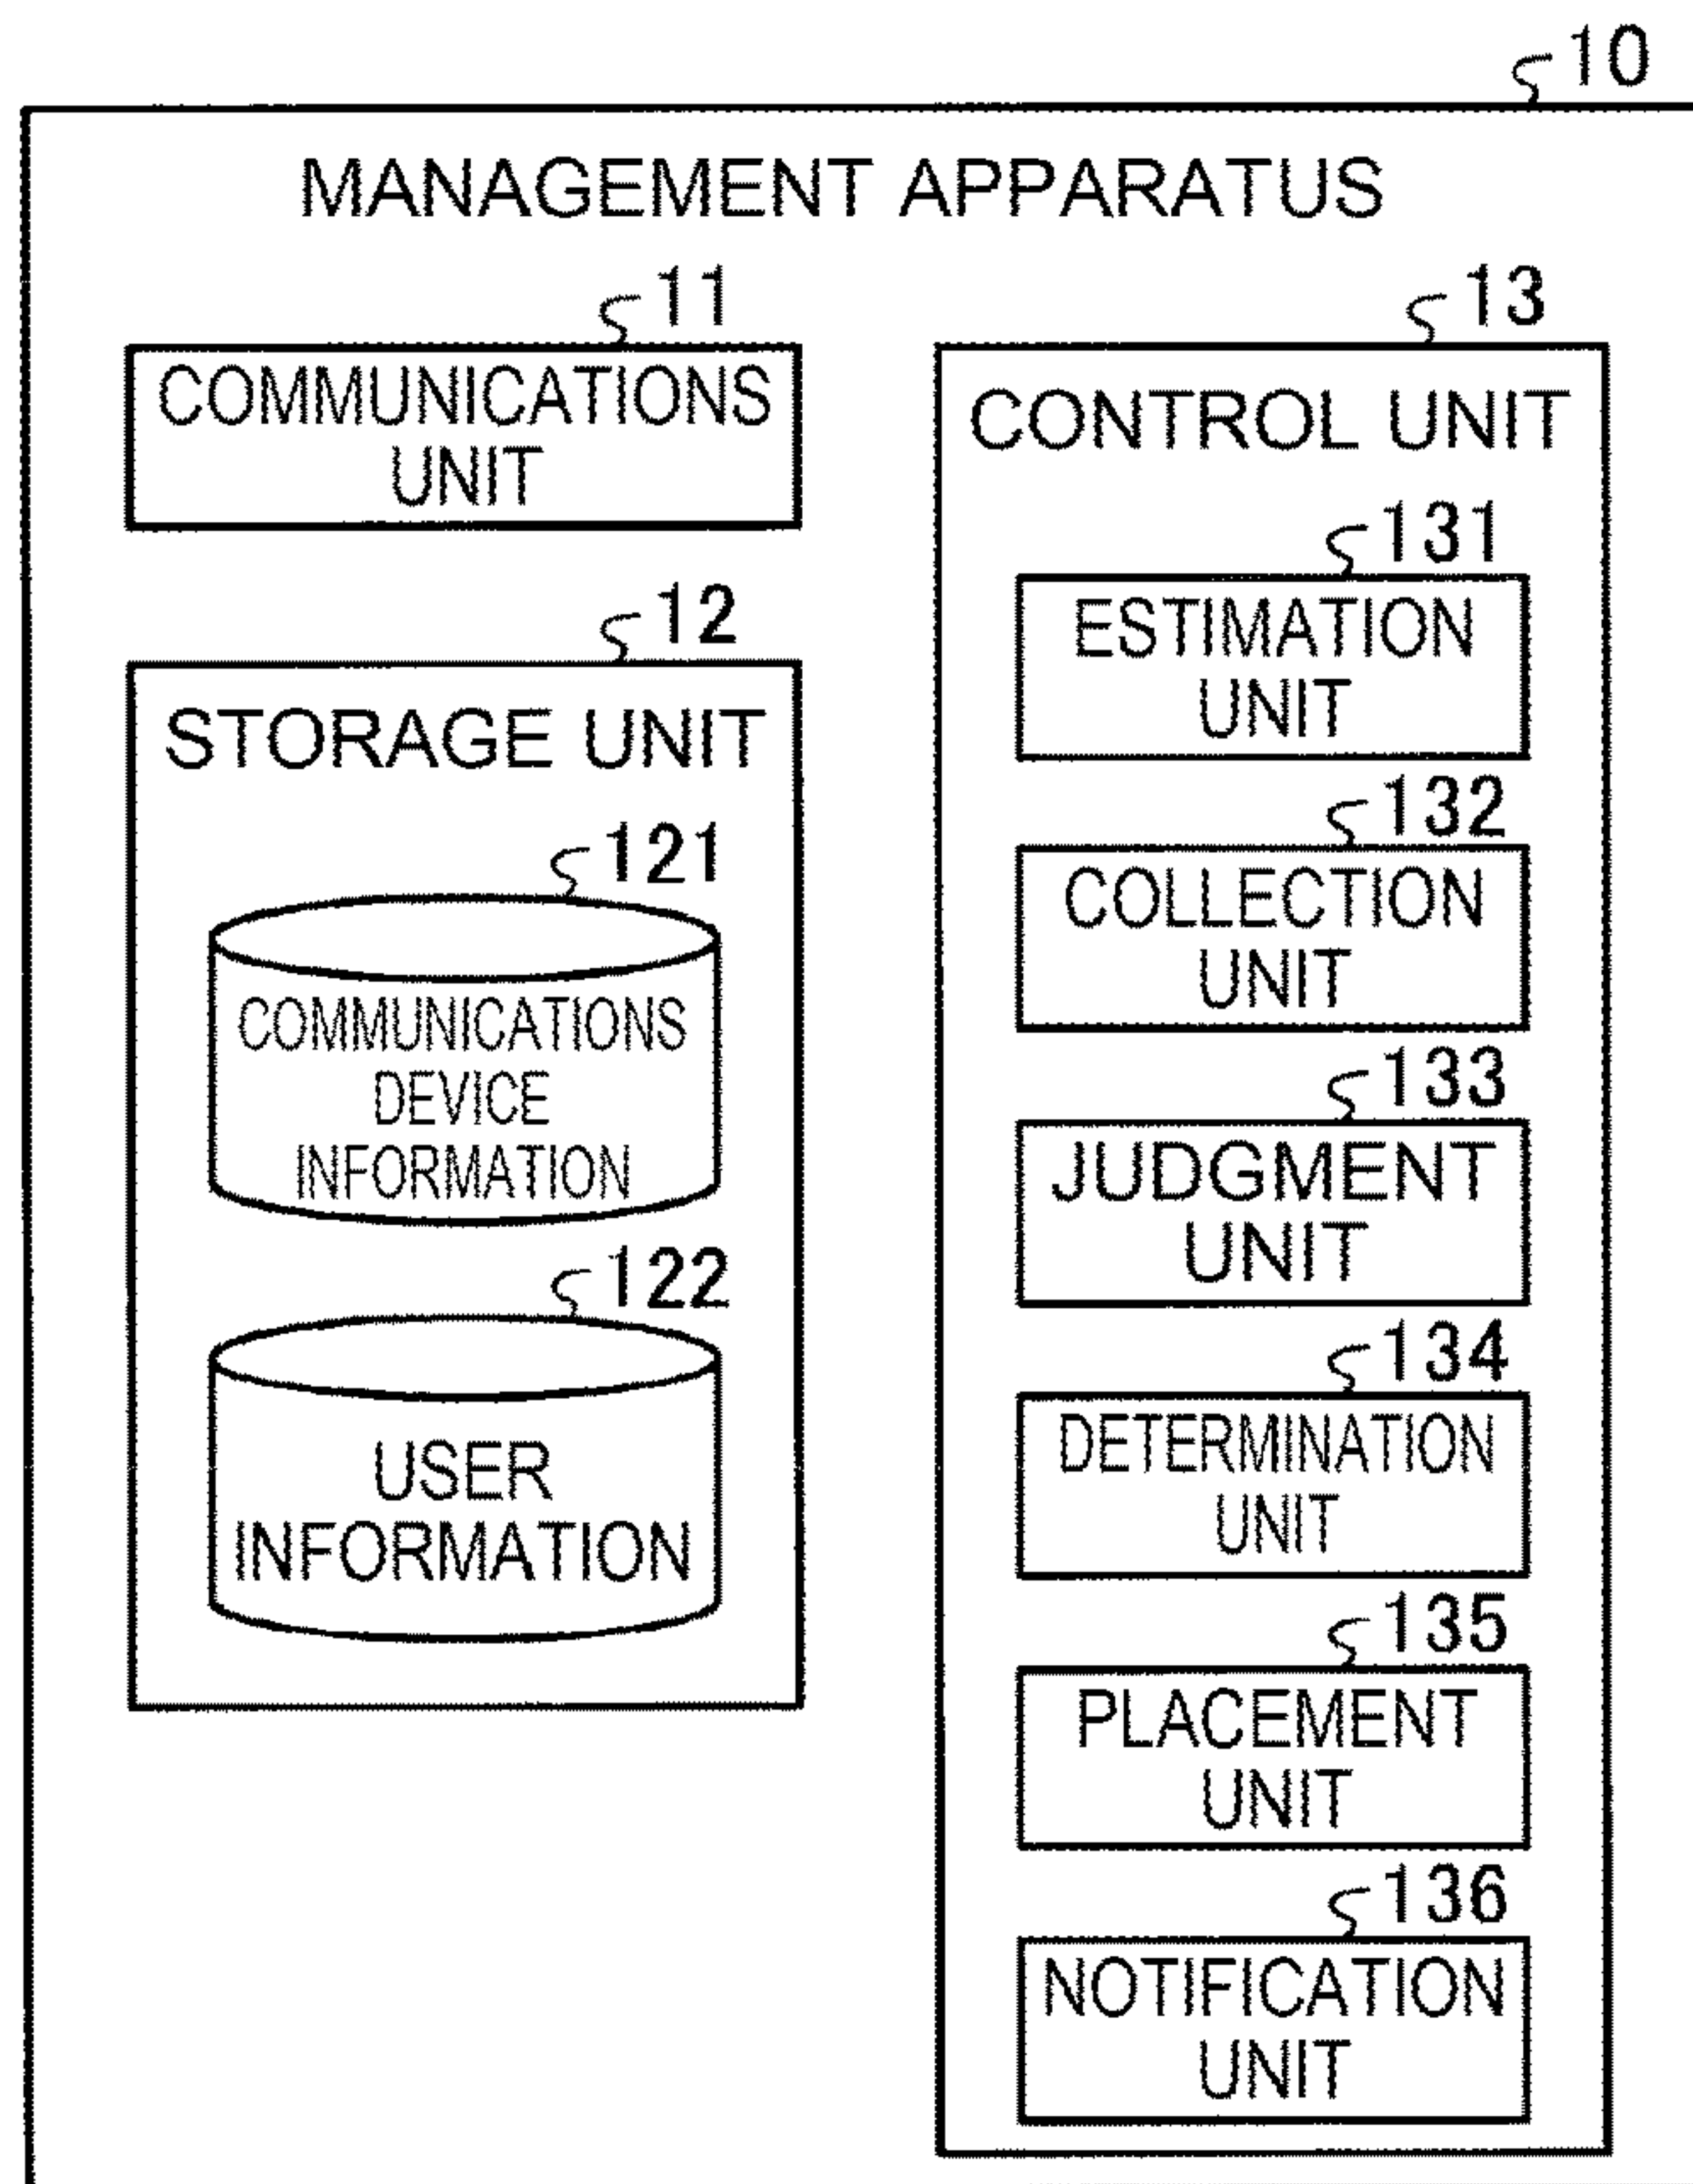 10
MANAGEMENT APPARATUS
11
COMMUNICATIONS
UNIT
12
STORAGE UNIT
121
COMMUNICATIONS
DEVICE
INFORMATION
122
USER
INFORMATION
13
CONTROL UNIT
131
ESTIMATION
UNIT
132
COLLECTION
UNIT
133
JUDGMENT
UNIT
134
DETERMINATION
UNIT
135
PLACEMENT
UNIT
136
NOTIFICATION
UNIT